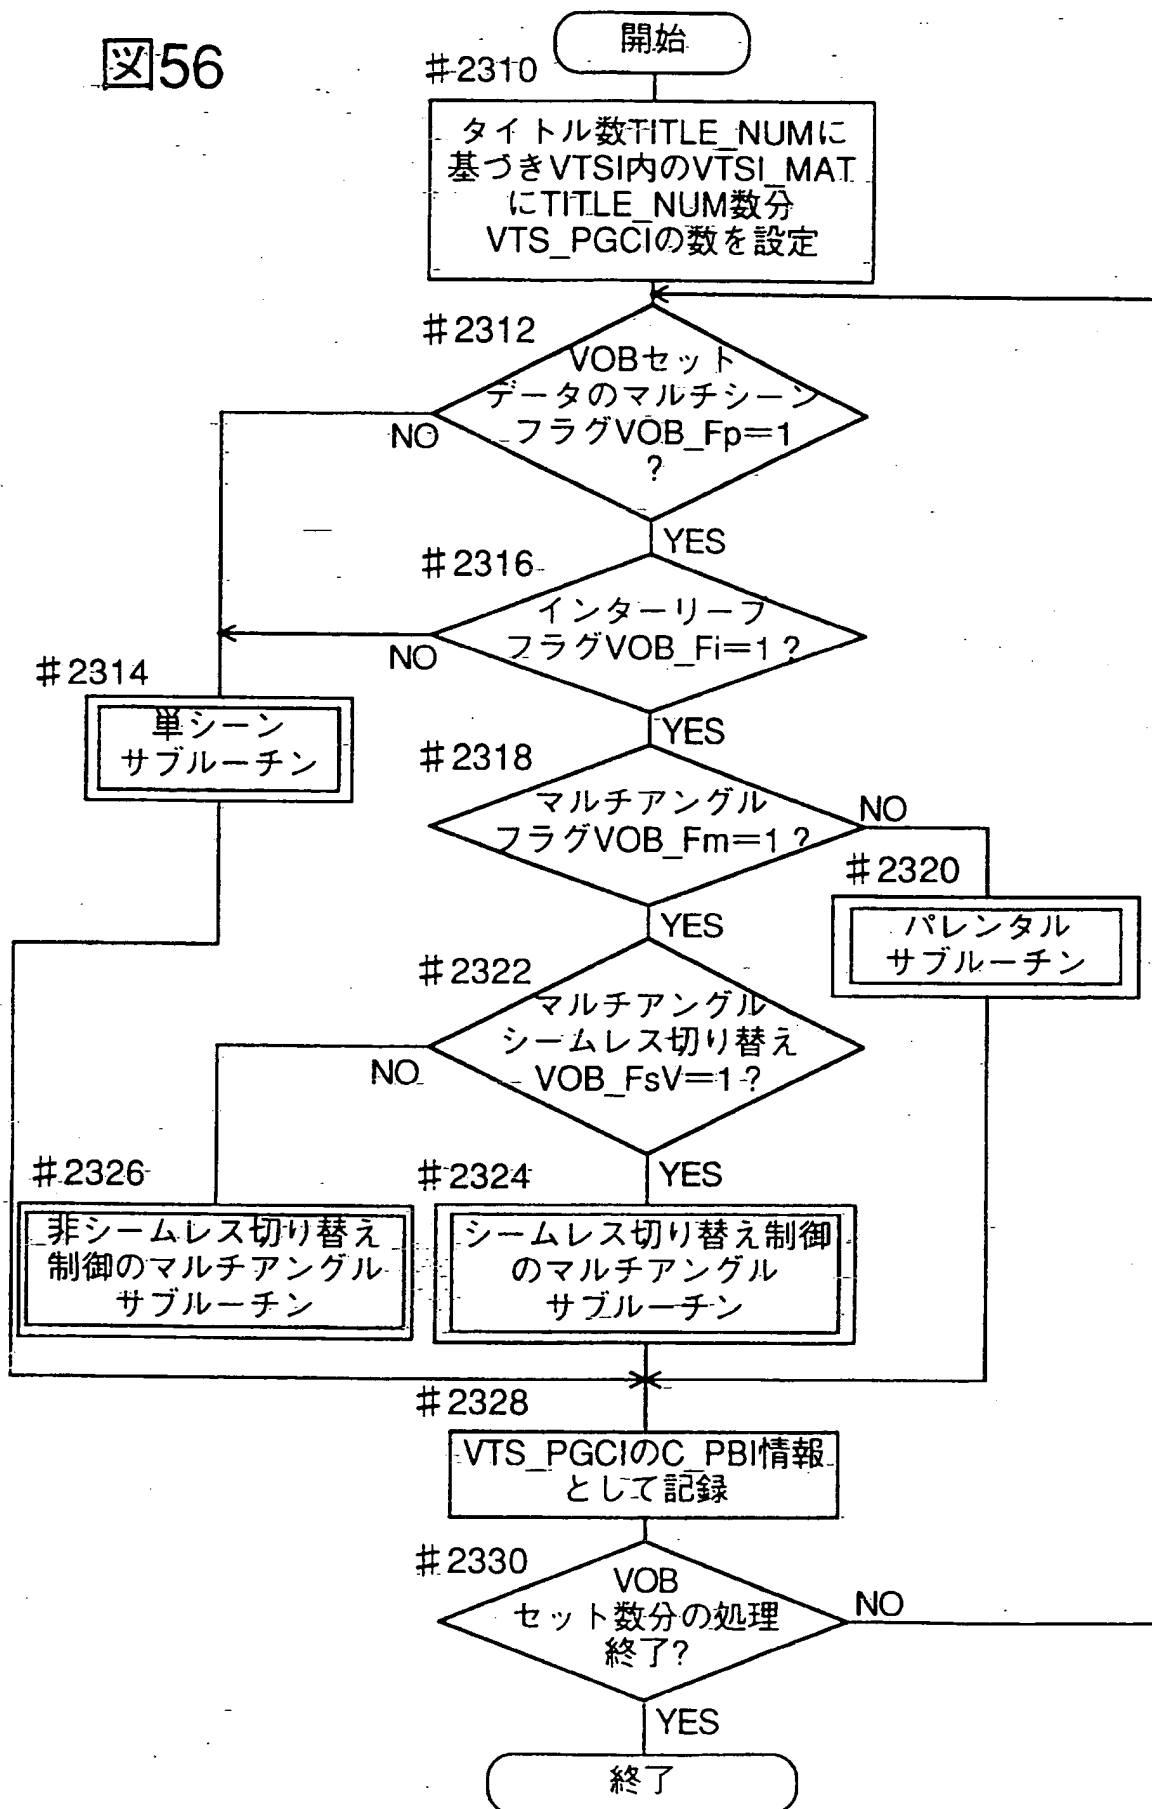 図56
開始
#2310
タイトル数TITLE_NUMに
基づきVTSI内のVTSI_MAT
にTITLE_NUM数分
VTS_PGCIの数を設定
#2312
VOBセット
データのマルチシーン
フラグVOB_Fp=1
?
NO
YES
#2316
インターリーブ
フラグVOB_Fi=1?
NO
YES
#2314
単シーン
サブルーチン
#2318
マルチアングル
フラグVOB_Fm=1?
NO
YES
#2320
パレンタル
サブルーチン
#2322
マルチアングル
シームレス切り替え
VOB_FsV=1?
NO
YES
#2326
非シームレス切り替え
制御のマルチアングル
サブルーチン
#2324
シームレス切り替え制御
のマルチアングル
サブルーチン
#2328
VTS_PGCIのC_PBI情報
として記録
#2330
VOB
セット数分の処理
終了?
NO
YES
終了